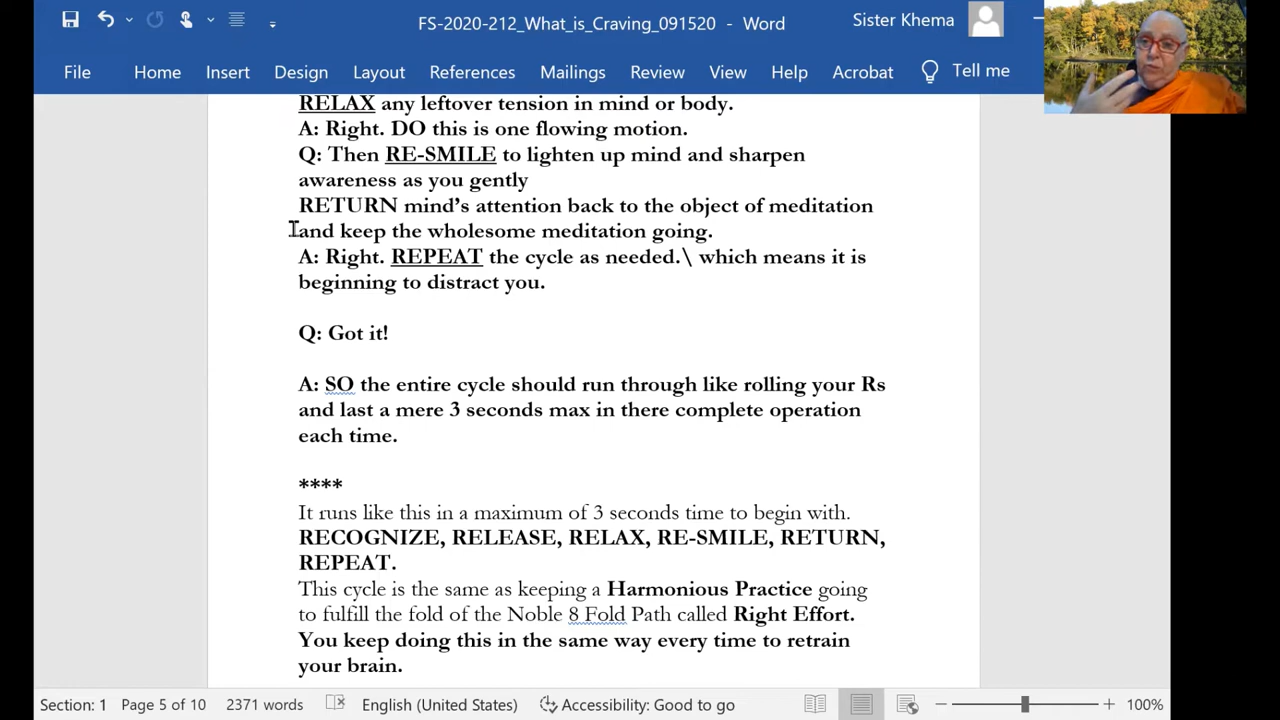 FS-2020-212_What_is_Craving_091520 - Word
Sister Khema
File Home Insert Design Layout References Mailings Review View Help Acrobat Tell me
RELAX any leftover tension in mind or body.
A: Right. DO this is one flowing motion.
Q: Then RE-SMILE to lighten up mind and sharpen
awareness as you gently
RETURN mind's attention back to the object of meditation
and keep the wholesome meditation going.
A: Right. REPEAT the cycle as needed.\ which means it is
beginning to distract you.
Q: Got it!
A: SO the entire cycle should run through like rolling your Rs
and last a mere 3 seconds max in there complete operation
each time.
****
It runs like this in a maximum of 3 seconds time to begin with.
RECOGNIZE, RELEASE, RELAX, RE-SMILE, RETURN,
REPEAT.
This cycle is the same as keeping a Harmonious Practice going
to fulfill the fold of the Noble 8 Fold Path called Right Effort.
You keep doing this in the same way every time to retrain
your brain.
Section: 1 Page 5 of 10 2371 words English (United States) Accessibility: Good to go 100%